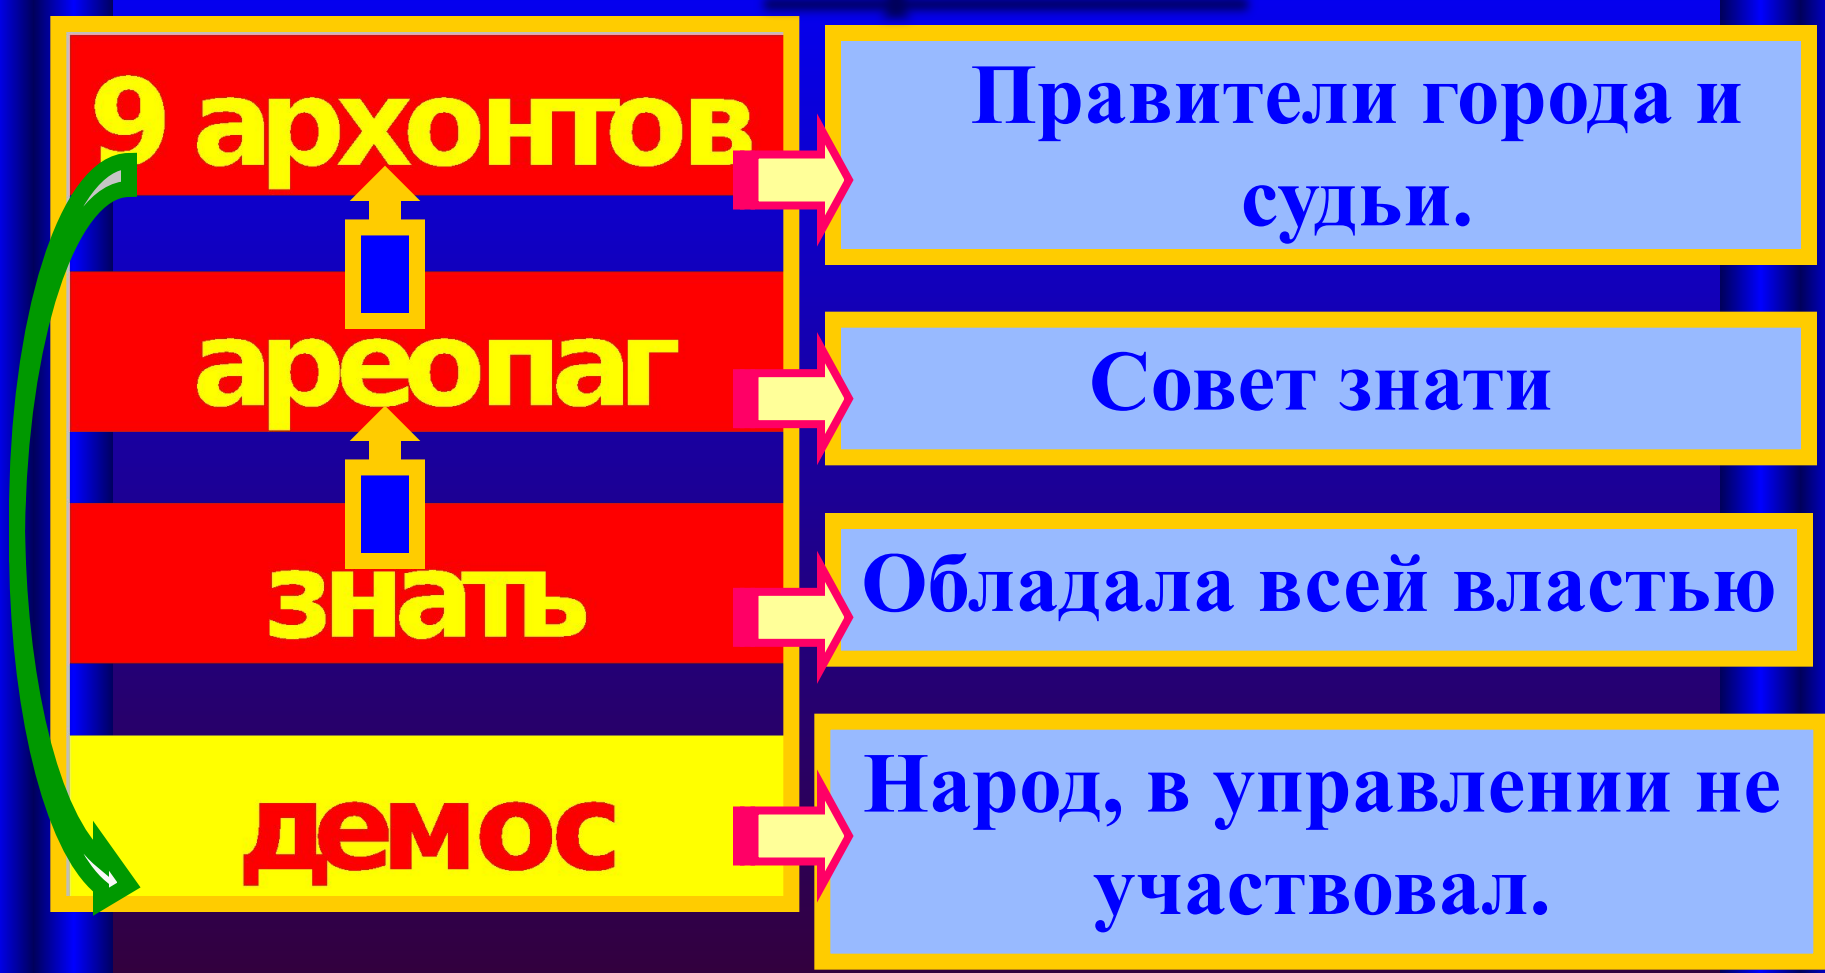 9 архонтов
Правители города и
судьи.
ареопаг
Совет знати
знать
Обладала всей властью
демос
Народ, в управлении не
участвовал.